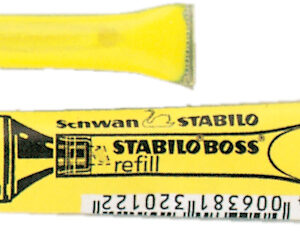 Schwan STABILO
STABILO BOSS®
refill
006381
320122